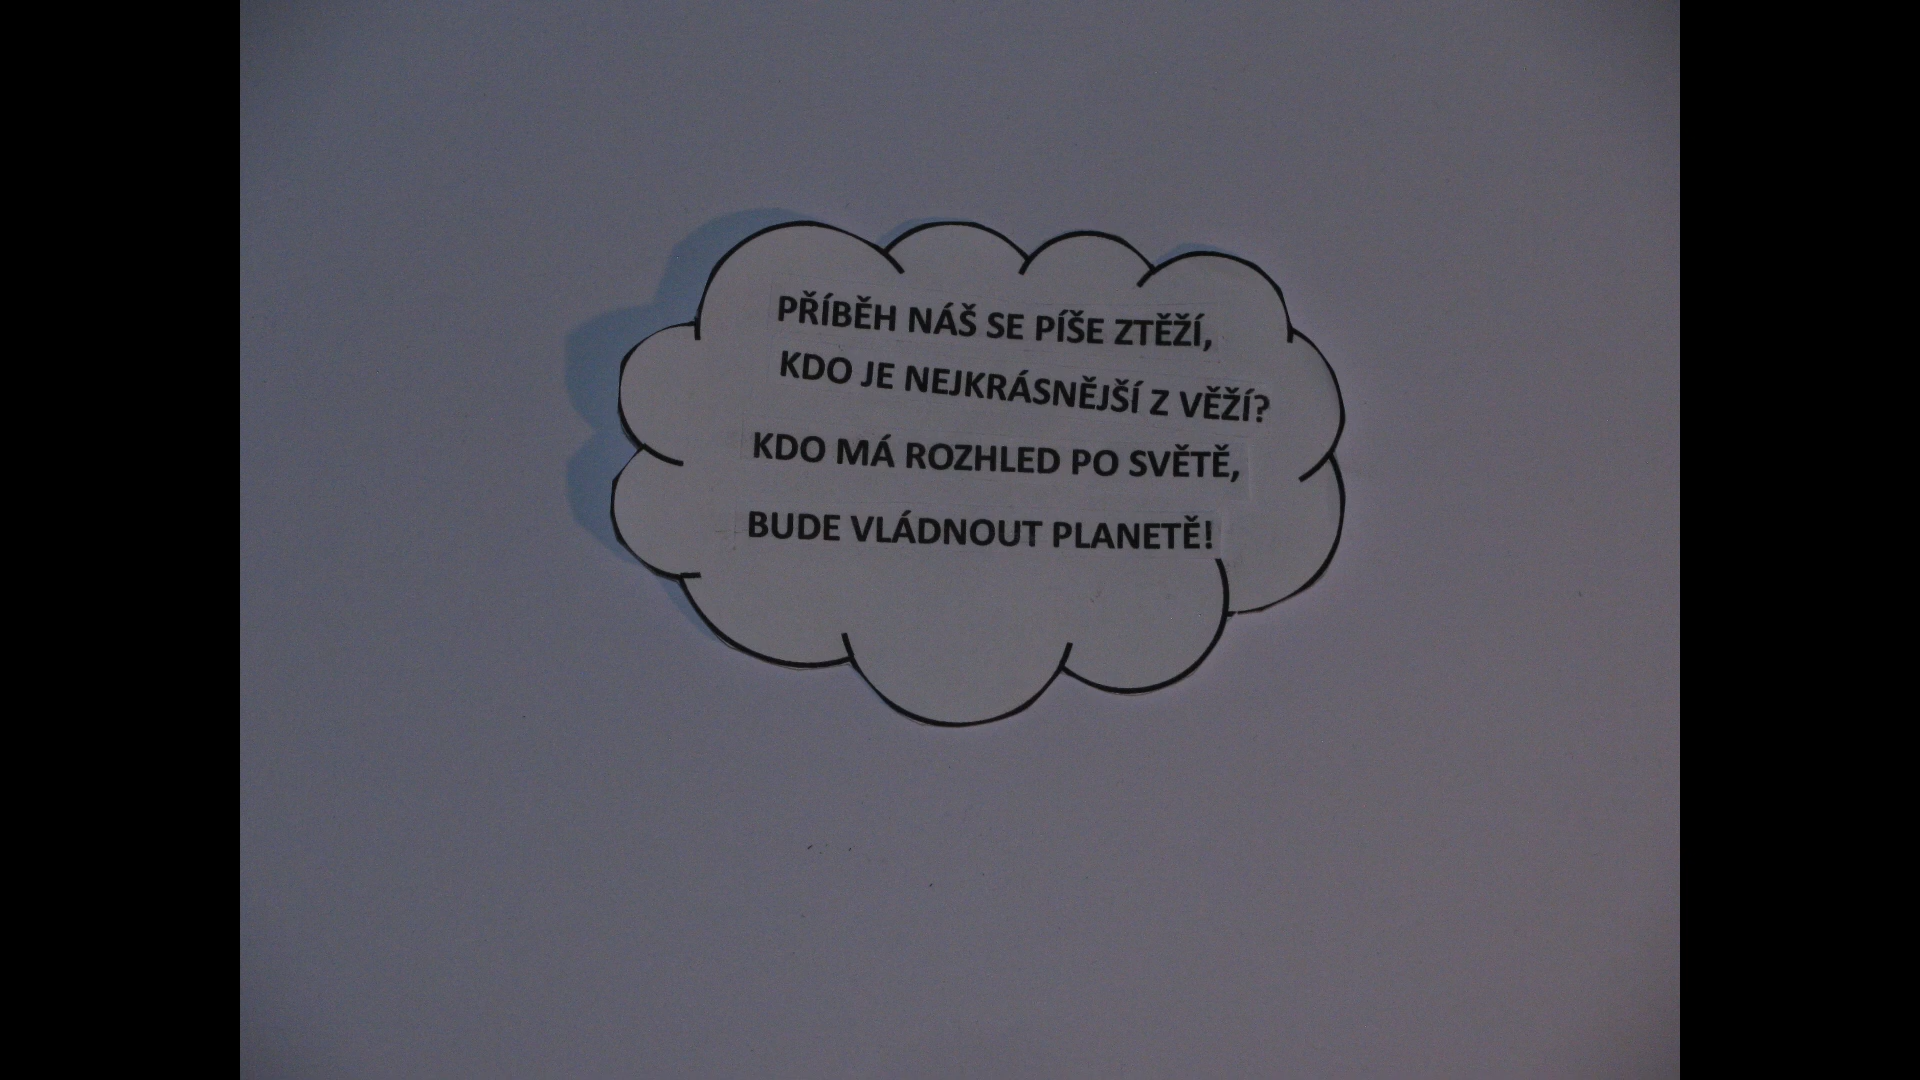 PŘÍBĚH NÁŠ SE PÍŠE ZTĚŽÍ,
KDO JE NEJKRÁSNĚJŠÍ Z VĚŽÍ?
KDO MÁ ROZHLED PO SVĚTĚ,
BUDE VLÁDNOUT PLANETĚ!